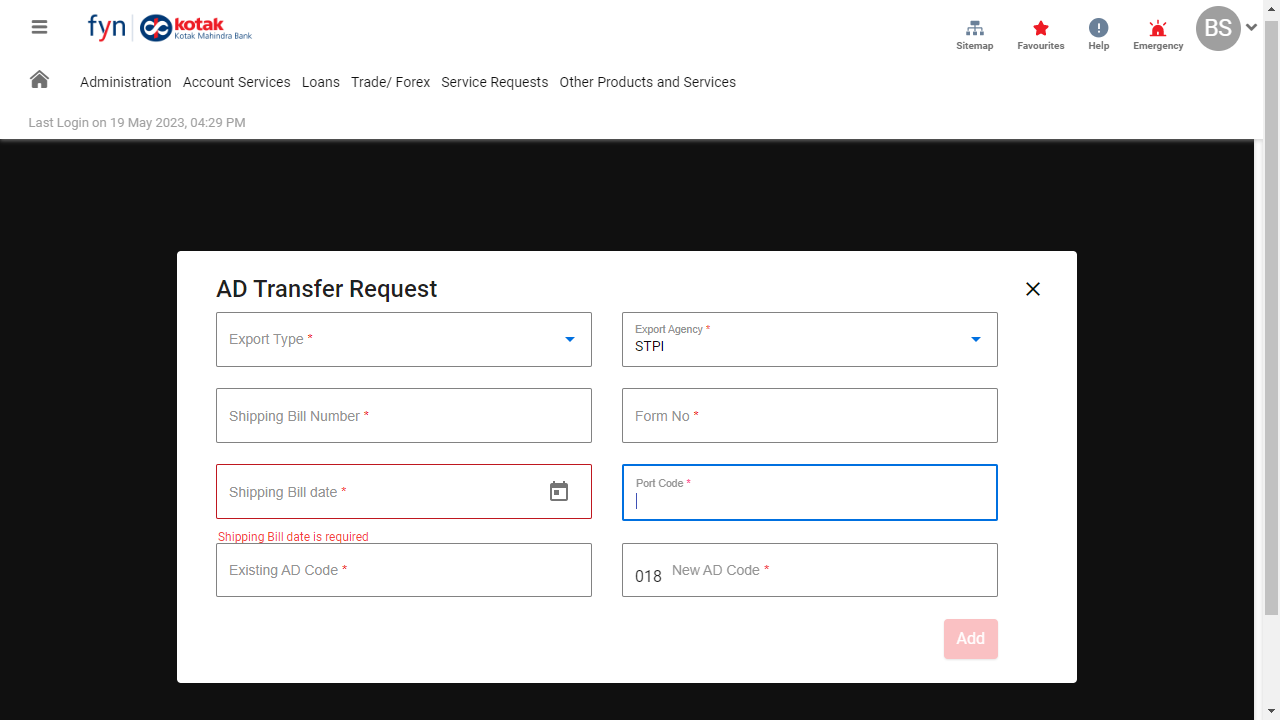 fyn kotak
Kotak Mahindra Bank
Sitemap Favourites Help Emergency BS
Administration Account Services Loans Trade/ Forex Service Requests Other Products and Services
Last Login on 19 May 2023, 04:29 PM
AD Transfer Request
Export Type *
Export Agency *
STPI
Shipping Bill Number *
Form No *
Shipping Bill date *
Port Code *
Shipping Bill date is required
Existing AD Code *
018 New AD Code *
Add